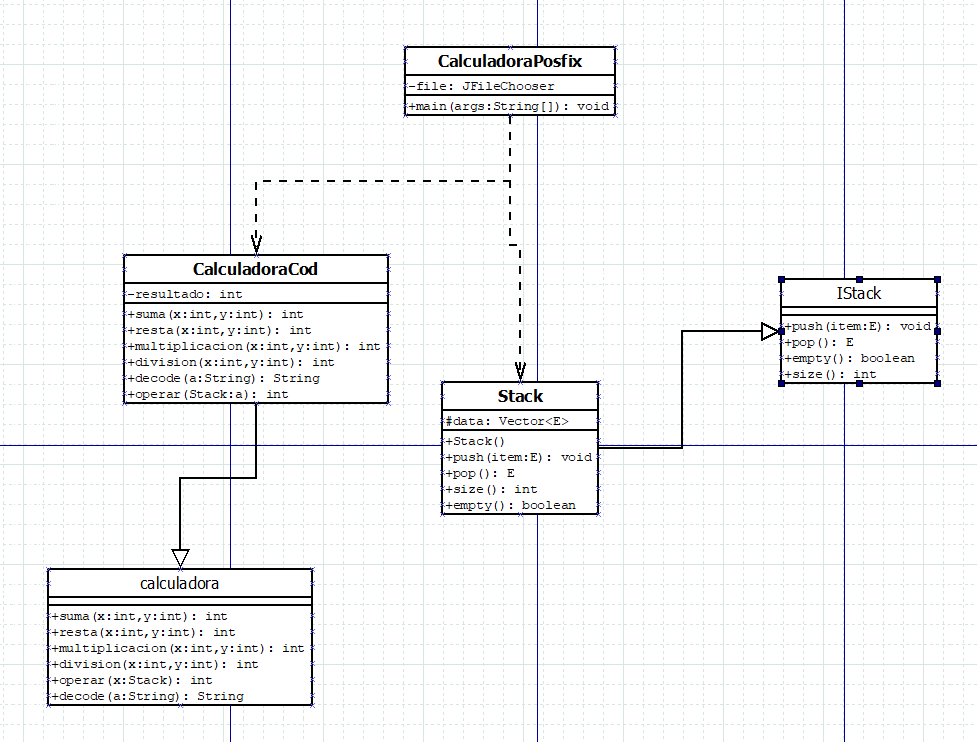 CalculadoraPosfix
-file: JFileChooser
+main(args:String[]): void
CalculadoraCod
-resultado: int
+suma(x:int,y:int): int
+resta(x:int,y:int): int
+multiplicacion(x:int,y:int): int
+division(x:int,y:int): int
+decode(a:String): String
+operar(Stack:a): int
IStack
+push(item:E): void
+pop(): E
+empty(): boolean
+size(): int
Stack
#data: Vector<E>
+Stack()
+push(item:E): void
+pop(): E
+size(): int
+empty(): boolean
calculadora
+suma(x:int,y:int): int
+resta(x:int,y:int): int
+multiplicacion(x:int,y:int): int
+division(x:int,y:int): int
+operar(x:Stack): int
+decode(a:String): String